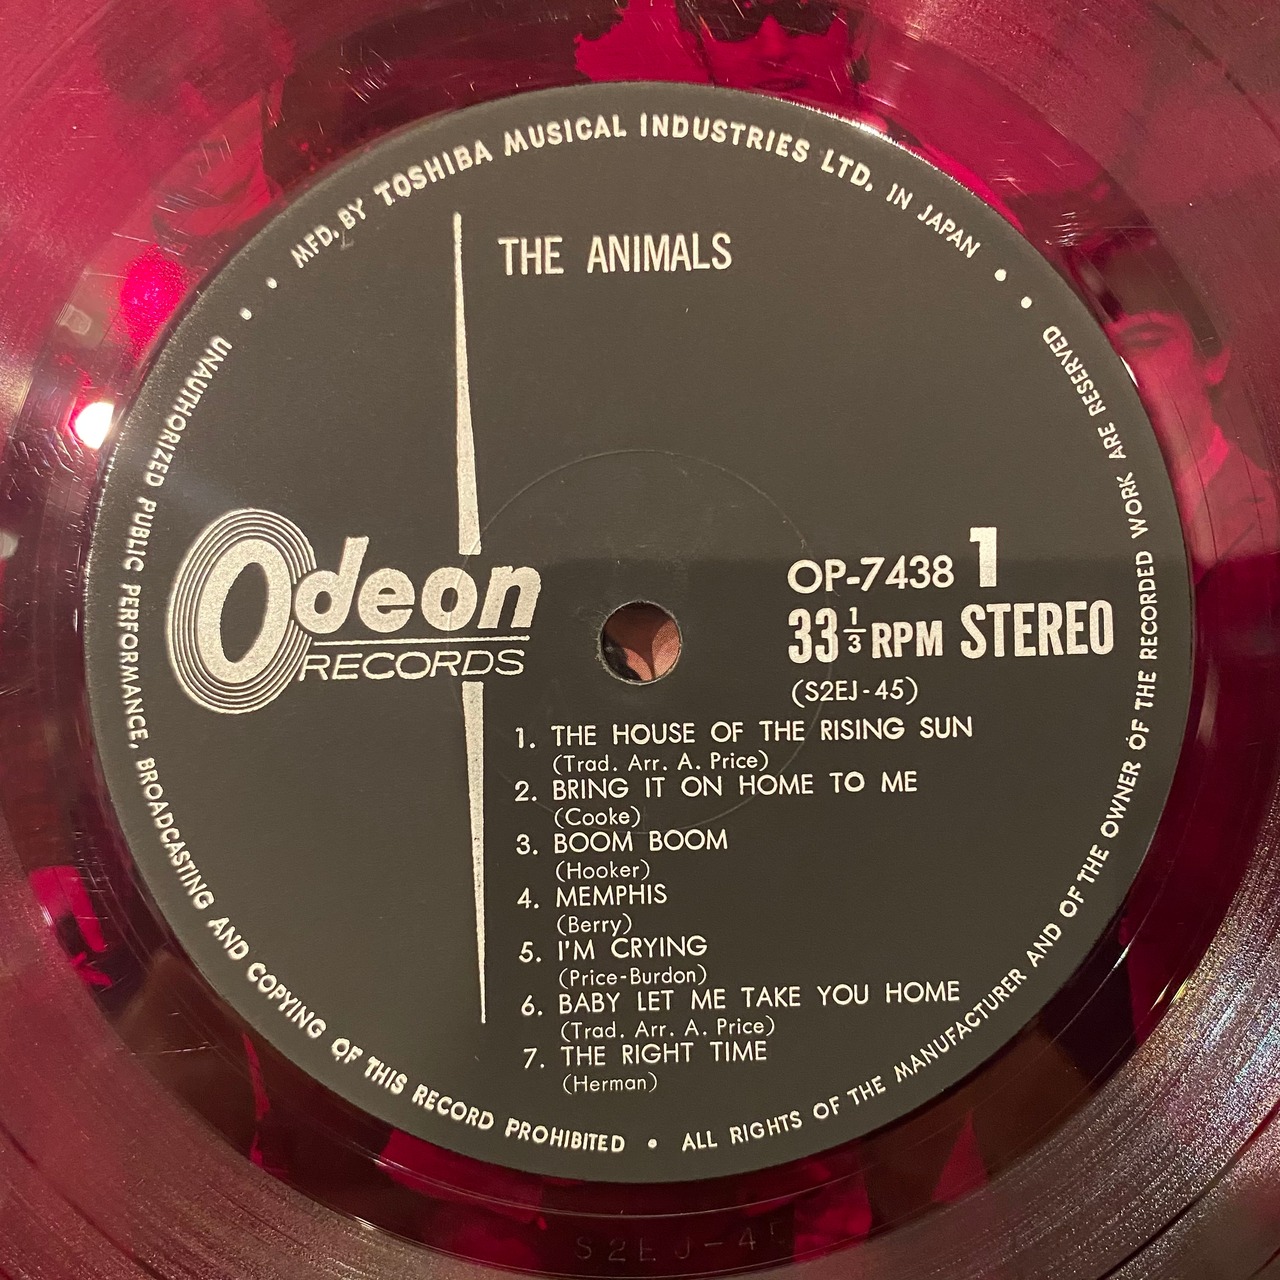 MFD. BY TOSHIBA MUSICAL INDUSTRIES LTD. IN JAPAN
THE ANIMALS
Odeon
RECORDS
OP-7438 1
33 1/3 RPM STEREO
(S2EJ-45)
1. THE HOUSE OF THE RISING SUN
(Trad. Arr. A. Price)
2. BRING IT ON HOME TO ME
(Cooke)
3. BOOM BOOM
(Hooker)
4. MEMPHIS
(Berry)
5. I'M CRYING
(Price-Burdon)
6. BABY LET ME TAKE YOU HOME
(Trad. Arr. A. Price)
7. THE RIGHT TIME
(Herman)
UNAUTHORIZED PUBLIC PERFORMANCE, BROADCASTING AND COPYING OF THIS RECORD PROHIBITED • ALL RIGHTS OF THE MANUFACTURER AND OF THE OWNER OF THE RECORDED WORK ARE RESERVED
S2EJ-45